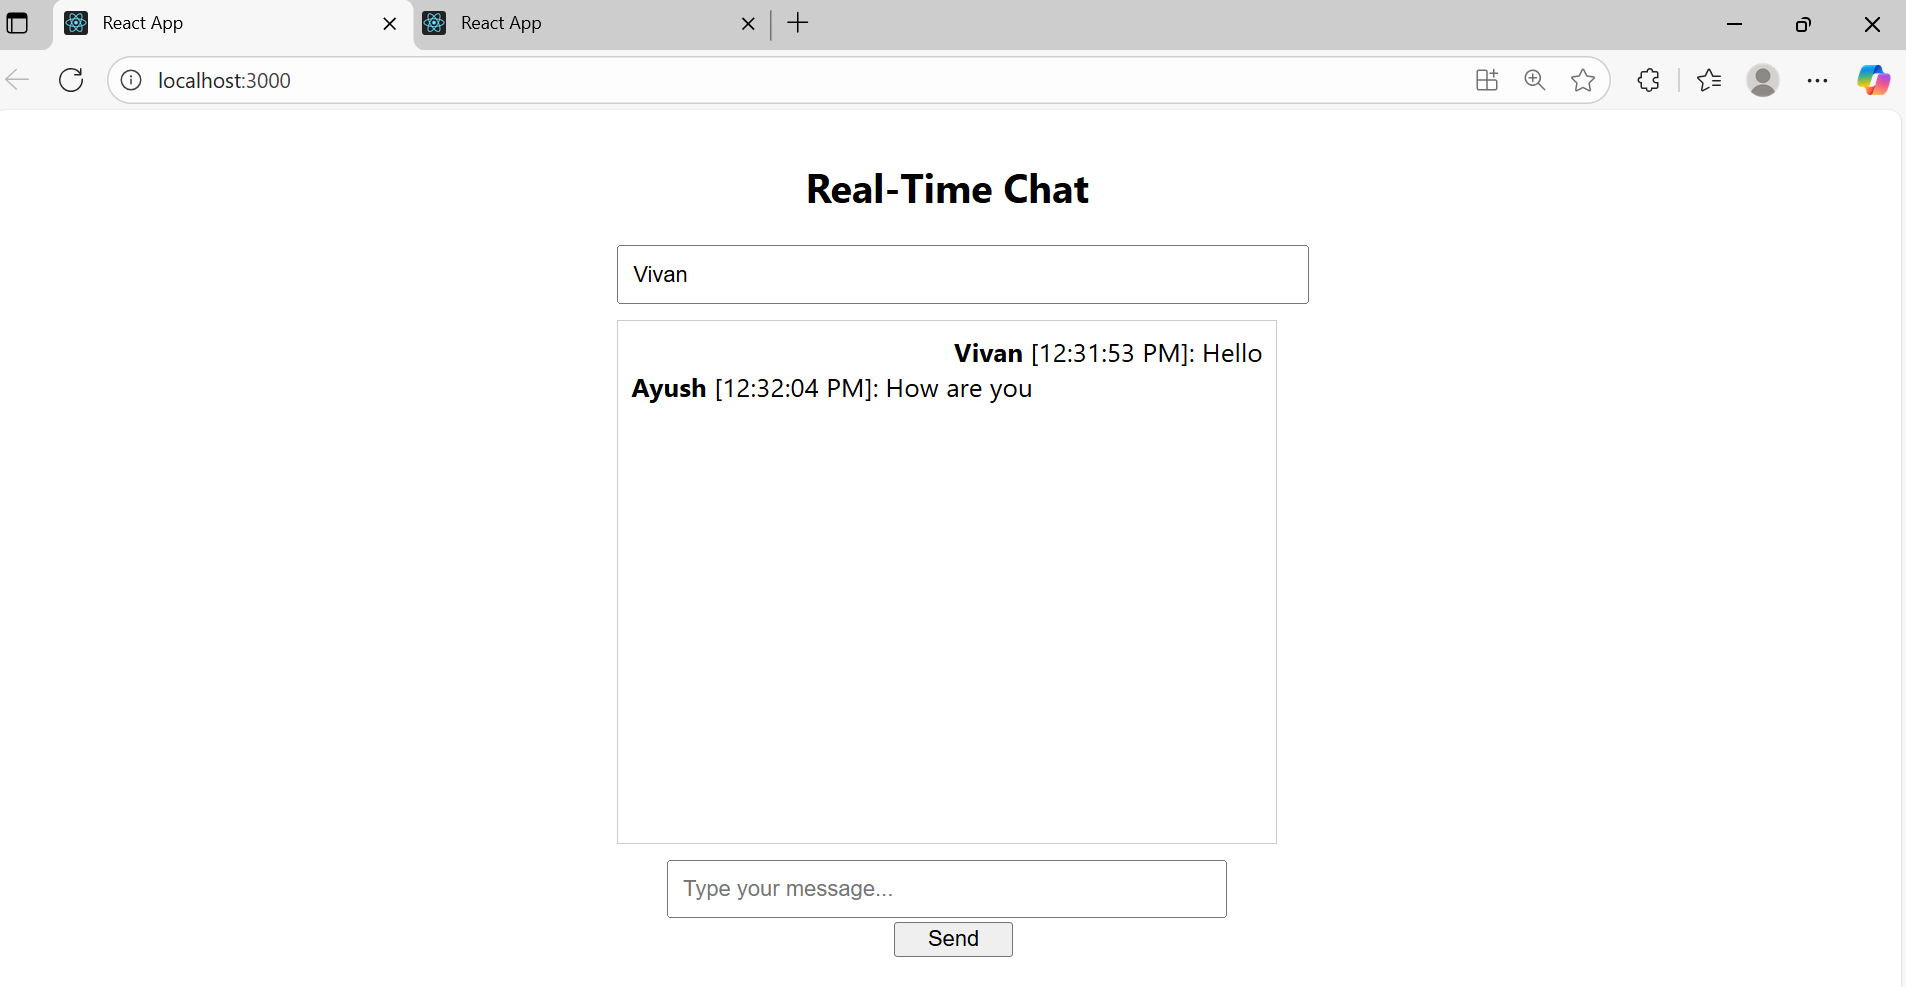 React App
React App
localhost:3000
Real-Time Chat
Vivan
Vivan [12:31:53 PM]: Hello
Ayush [12:32:04 PM]: How are you
Type your message...
Send